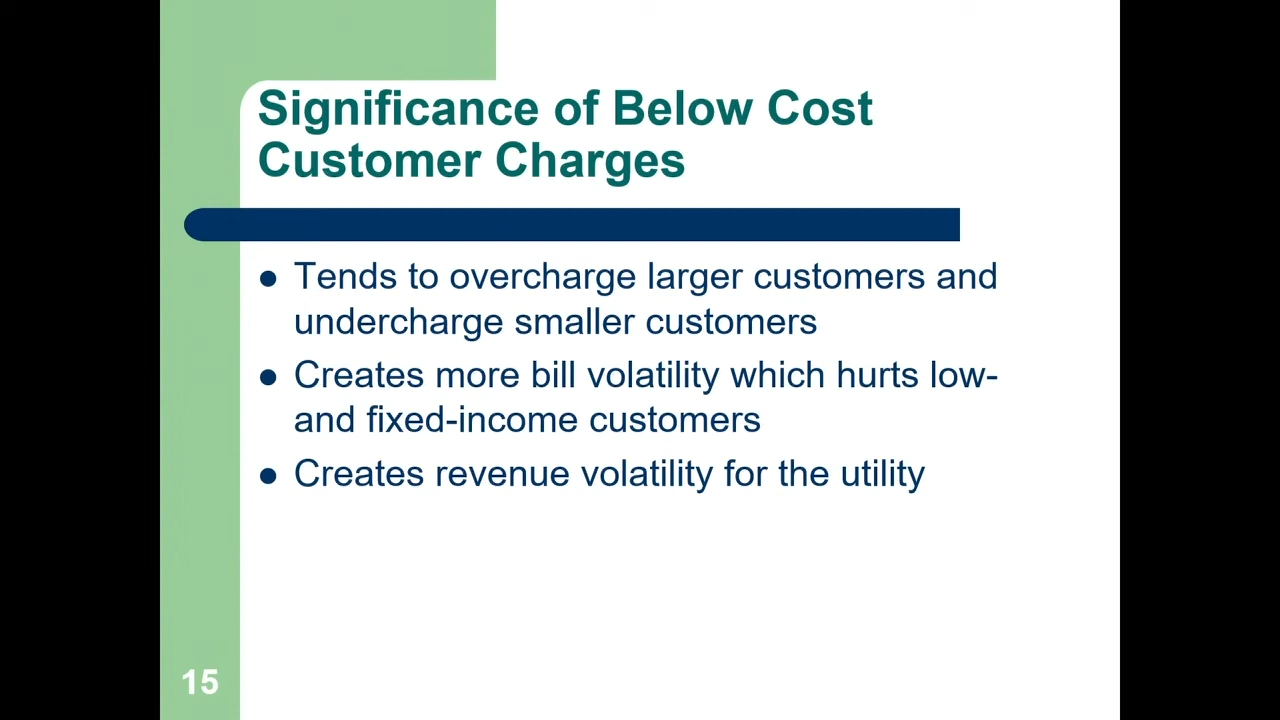 Significance of Below Cost
Customer Charges
● Tends to overcharge larger customers and
undercharge smaller customers
● Creates more bill volatility which hurts low-
and fixed-income customers
● Creates revenue volatility for the utility
15